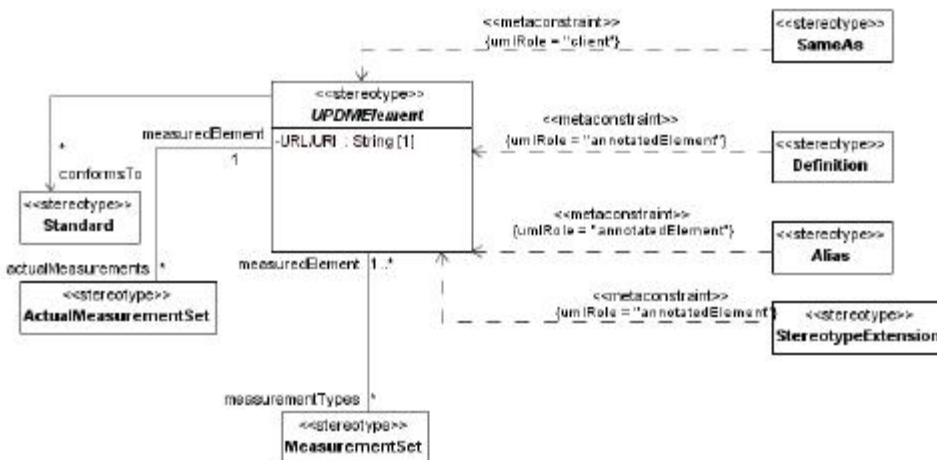 <<metaconstraint>>
{umlRole = "client"}
<<stereotype>>
SameAs
<<stereotype>>
UPDMElement
-URL/URI : String [1]
measuredElement
1
*
conformsTo
<<stereotype>>
Standard
<<metaconstraint>>
{umlRole = "annotatedElement"}
<<stereotype>>
Definition
<<metaconstraint>>
{umlRole = "annotatedElement"}
<<stereotype>>
Alias
actualMeasurements *
<<stereotype>>
ActualMeasurementSet
measuredElement 1..*
<<metaconstraint>>
{umlRole = "annotatedElement"}
<<stereotype>>
StereotypeExtension
measurementTypes *
<<stereotype>>
MeasurementSet